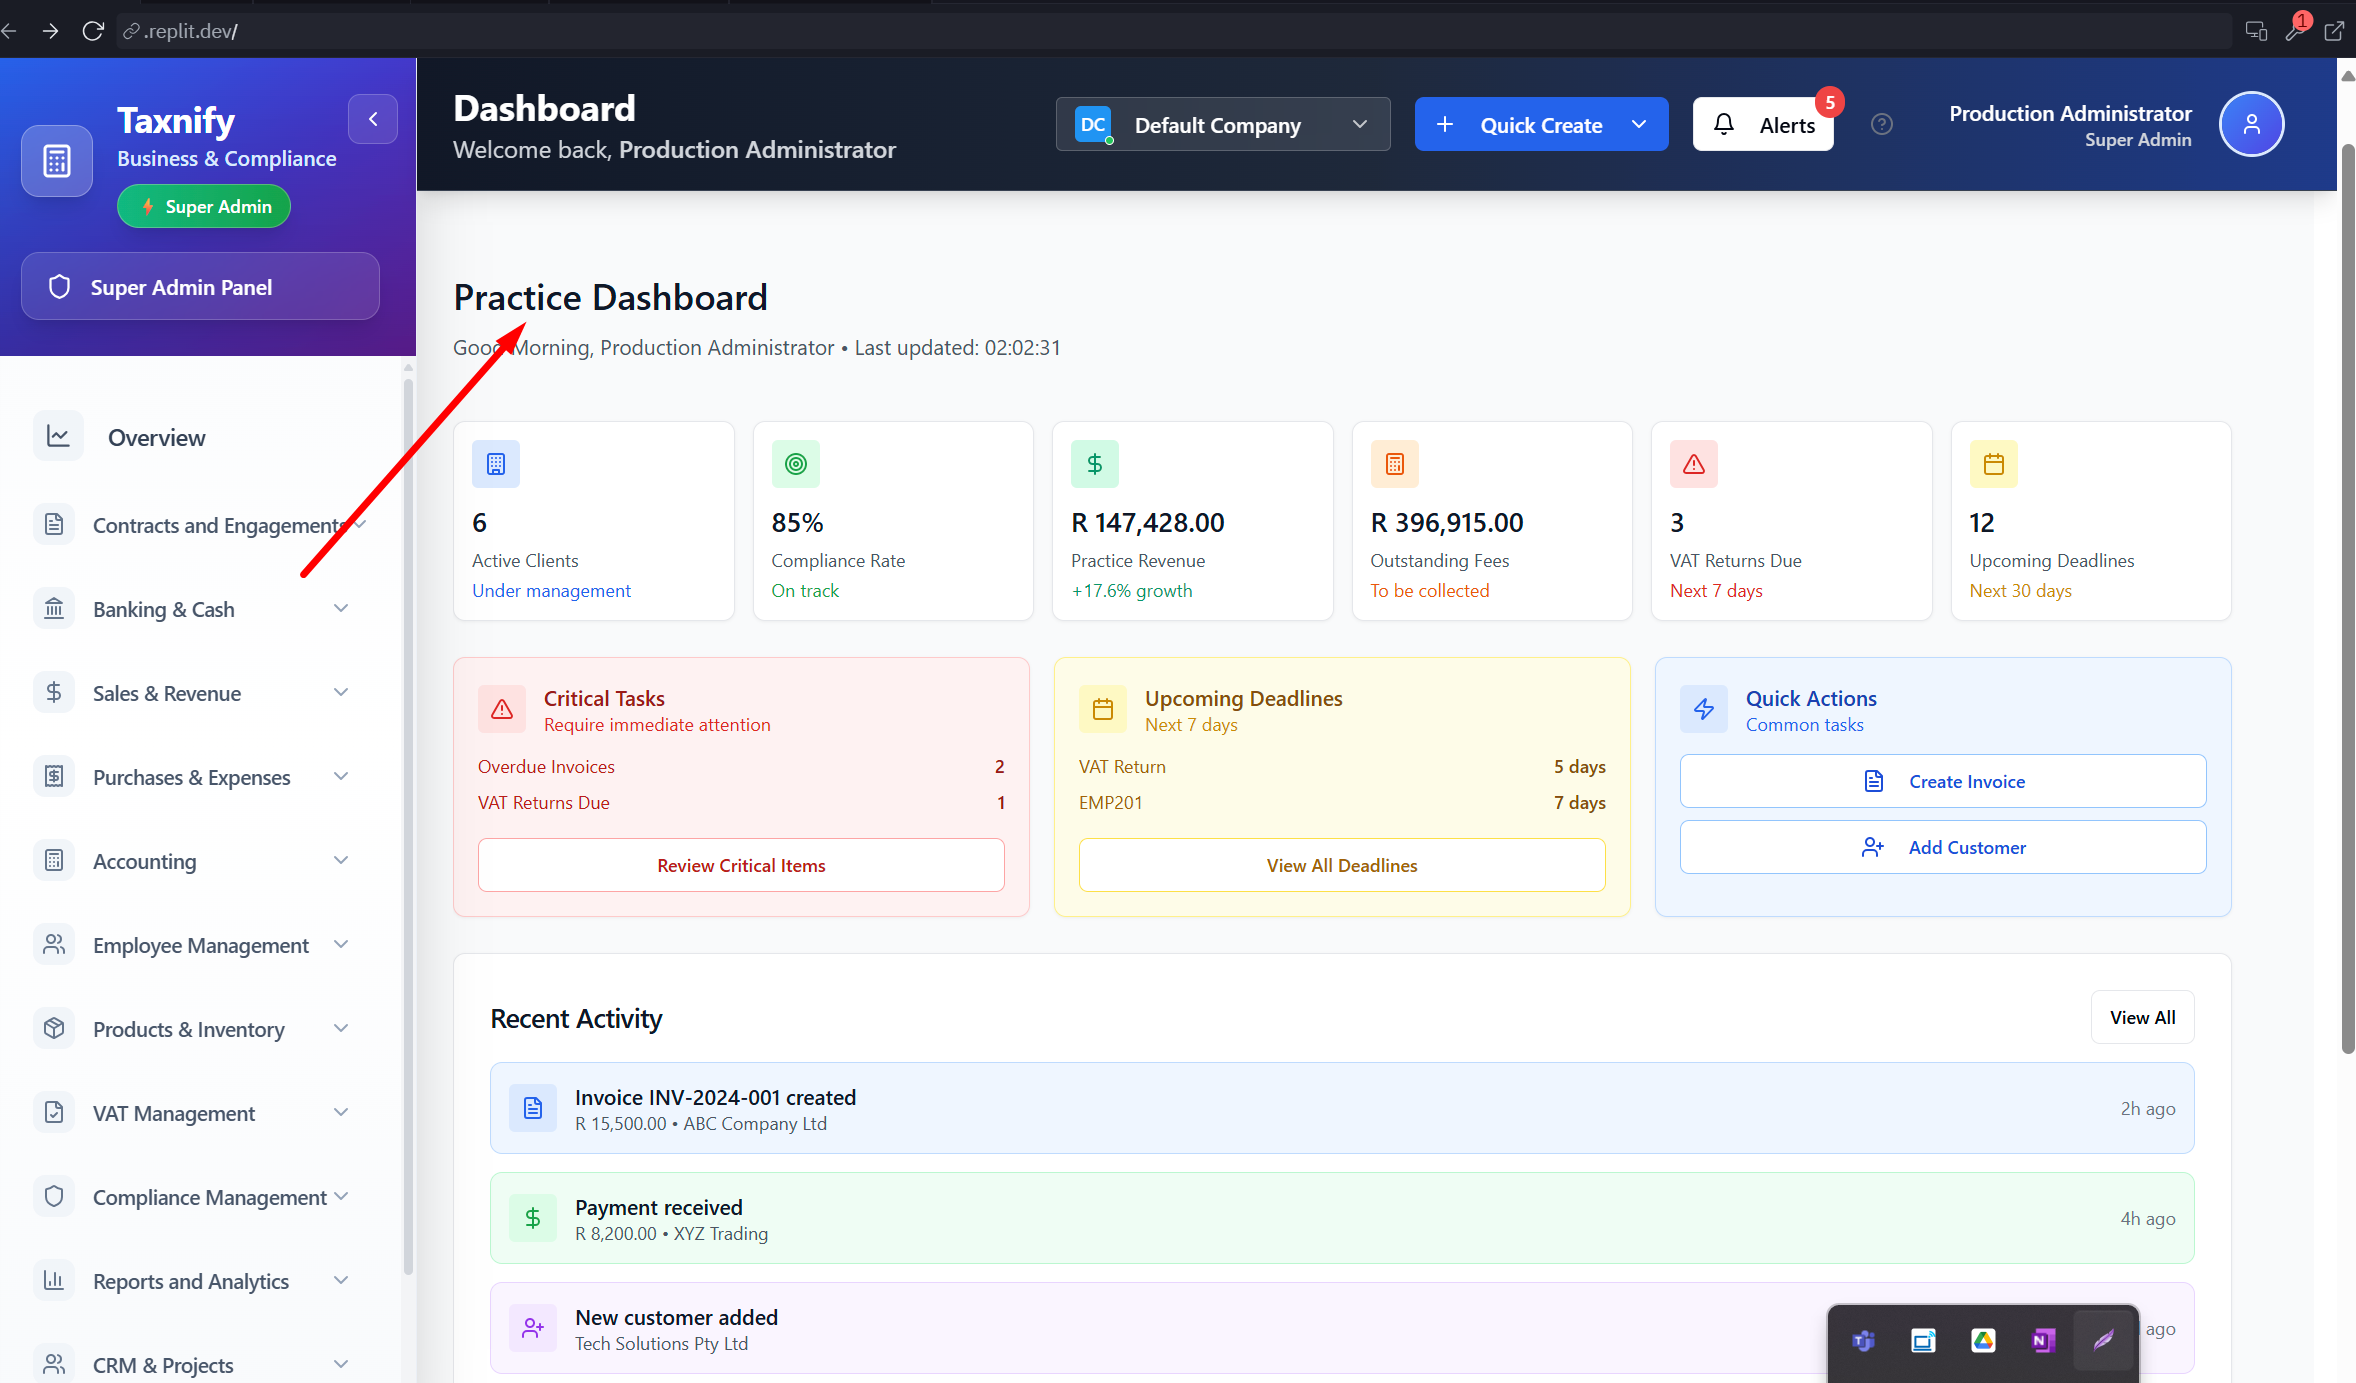 .replit.dev/
1
Taxnify
Business & Compliance
Super Admin
Super Admin Panel
Dashboard
Welcome back, Production Administrator
DC
Default Company
Quick Create
Alerts
5
Production Administrator
Super Admin
Overview
Contracts and Engagements
Banking & Cash
Sales & Revenue
Purchases & Expenses
Accounting
Employee Management
Products & Inventory
VAT Management
Compliance Management
Reports and Analytics
CRM & Projects
Practice Dashboard
Good Morning, Production Administrator • Last updated: 02:02:31
6
Active Clients
Under management
85%
Compliance Rate
On track
R 147,428.00
Practice Revenue
+17.6% growth
R 396,915.00
Outstanding Fees
To be collected
3
VAT Returns Due
Next 7 days
12
Upcoming Deadlines
Next 30 days
Critical Tasks
Require immediate attention
Overdue Invoices 2
VAT Returns Due 1
Review Critical Items
Upcoming Deadlines
Next 7 days
VAT Return 5 days
EMP201 7 days
View All Deadlines
Quick Actions
Common tasks
Create Invoice
Add Customer
Recent Activity
View All
Invoice INV-2024-001 created
R 15,500.00 • ABC Company Ltd
2h ago
Payment received
R 8,200.00 • XYZ Trading
4h ago
New customer added
Tech Solutions Pty Ltd
ago